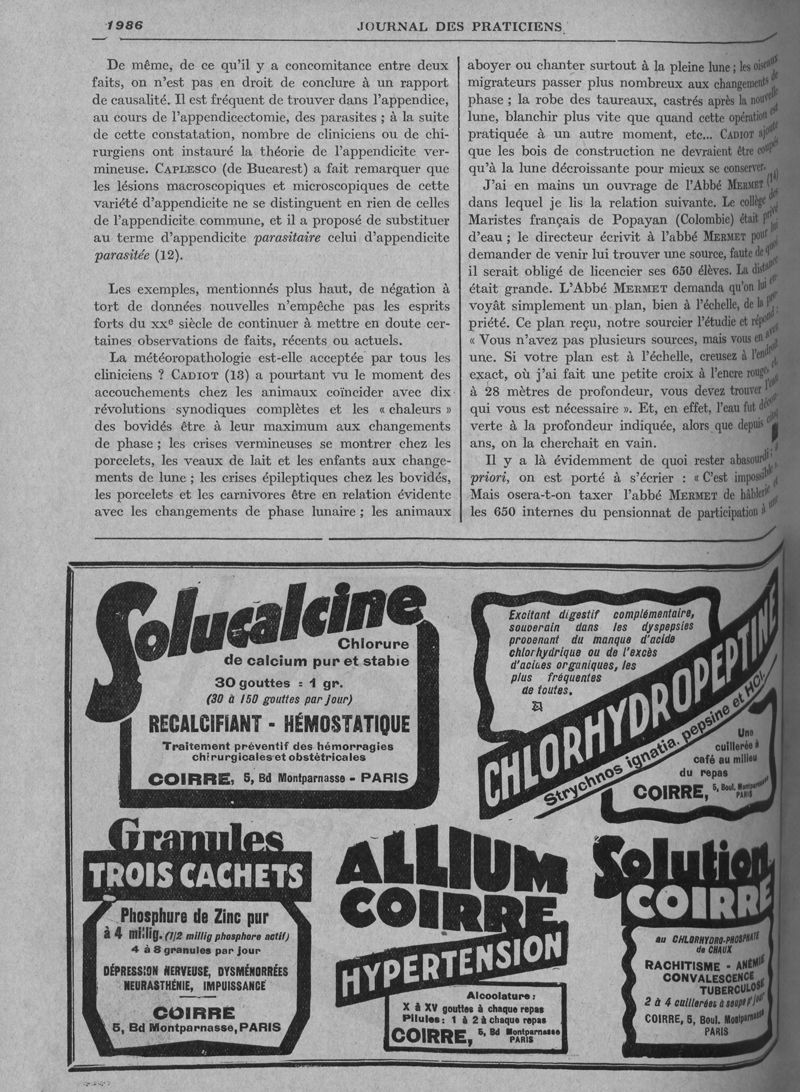 1986
JOURNAL DES PRATICIENS
De même, de ce qu'il y a concomitance entre deux
faits, on n'est pas en droit de conclure à un rapport
de causalité. Il est fréquent de trouver dans l'appendice,
au cours de l'appendicectomie, des parasites ; à la suite
de cette constatation, nombre de cliniciens ou de chi-
rurgiens ont instauré la théorie de l'appendicite ver-
mineuse. CAPLESCO (de Bucarest) a fait remarquer que
les lésions macroscopiques et microscopiques de cette
variété d'appendicite ne se distinguent en rien de celles
de l'appendicite commune, et il a proposé de substituer
au terme d'appendicite parasitaire celui d'appendicite
parasitée (12).
Les exemples, mentionnés plus haut, de négation à
tort de données nouvelles n'empêche pas les esprits
forts du XXe siècle de continuer à mettre en doute cer-
taines observations de faits, récents ou actuels.
La météoropathologie est-elle acceptée par tous les
cliniciens ? CADIOT (13) a pourtant vu le moment des
accouchements chez les animaux coïncider avec dix
révolutions synodiques complètes et les « chaleurs »
des bovidés être à leur maximum aux changements
de phase ; les crises vermineuses se montrer chez les
porcelets, les veaux de lait et les enfants aux change-
ments de lune ; les crises épileptiques chez les bovidés,
les porcelets et les carnivores être en relation évidente
avec les changements de phase lunaire ; les animaux
aboyer ou chanter surtout à la pleine lune ; les oiseaux
migrateurs passer plus nombreux aux changements de
phase ; la robe des taureaux, castrés après la nouvelle
lune, blanchir plus vite que quand cette opération est
pratiquée à un autre moment, etc... CADIOT ajoute
que les bois de construction ne devraient être coupés
qu'à la lune décroissante pour mieux se conserver.
J'ai en mains un ouvrage de l'Abbé MERMET (14)
dans lequel je lis la relation suivante. Le collège des
Maristes français de Popayan (Colombie) était privé
d'eau ; le directeur écrivit à l'abbé MERMET pour lui
demander de venir lui trouver une source, faute de quoi
il serait obligé de licencier ses 650 élèves. La distance
était grande. L'Abbé MERMET demanda qu'on lui en-
voyât simplement un plan, bien à l'échelle, de la pro-
priété. Ce plan reçu, notre sourcier l'étudie et répond :
« Vous n'avez pas plusieurs sources, mais vous en avez
une. Si votre plan est à l'échelle, creusez à l'endroit
exact, où j'ai fait une petite croix à l'encre rouge,
à 28 mètres de profondeur, vous devez trouver l'eau
qui vous est nécessaire ». Et, en effet, l'eau fut décou-
verte à la profondeur indiquée, alors que depuis
ans, on la cherchait en vain.
Il y a là évidemment de quoi rester abasourdi ; a
priori, on est porté à s'écrier : « C'est impossible
Mais osera-t-on taxer l'abbé MERMET de hâblerie et
les 650 internes du pensionnat de participation à une
Solucalcine
Chlorure
de calcium pur et stable
30 gouttes = 1 gr.
(30 à 150 gouttes par jour)
RECALCIFIANT - HÉMOSTATIQUE
Traitement préventif des hémorragies
chirurgicales et obstétricales
COIRRE, 5, Bd Montparnasse - PARIS
Excitant digestif complémentaire,
souverain dans les dyspepsies
provenant du manque d'acide
chlorhydrique ou de l'excès
d'acides organiques, les
plus fréquentes
de toutes.
CHLORHYDROPEPTINE
Strychnos ignatia, pepsine et HCl.
Une
cuillerée à
café au milieu
du repas
COIRRE, 5, Boul. Montparnasse
PARIS
Granules
TROIS CACHETS
Phosphure de Zinc pur
à 4 millig. (1/2 millig phosphore actif)
4 à 8 granules par jour
DÉPRESSION NERVEUSE, DYSMÉNORRÉES
NEURASTHÉNIE, IMPUISSANCE
COIRRE
5, Bd Montparnasse, PARIS
ALLIUM
COIRRE
HYPERTENSION
Alcoolature :
X à XV gouttes à chaque repas
Pilules : 1 à 2 à chaque repas
COIRRE, 5, Bd Montparnasse
PARIS
Solution
COIRRE
au CHLORHYDRO-PHOSPHATE
de CHAUX
RACHITISME - ANÉMIE
CONVALESCENCE
TUBERCULOSE
2 à 4 cuillerées à soupe p' jour
COIRRE, 5, Boul. Montparnasse
PARIS